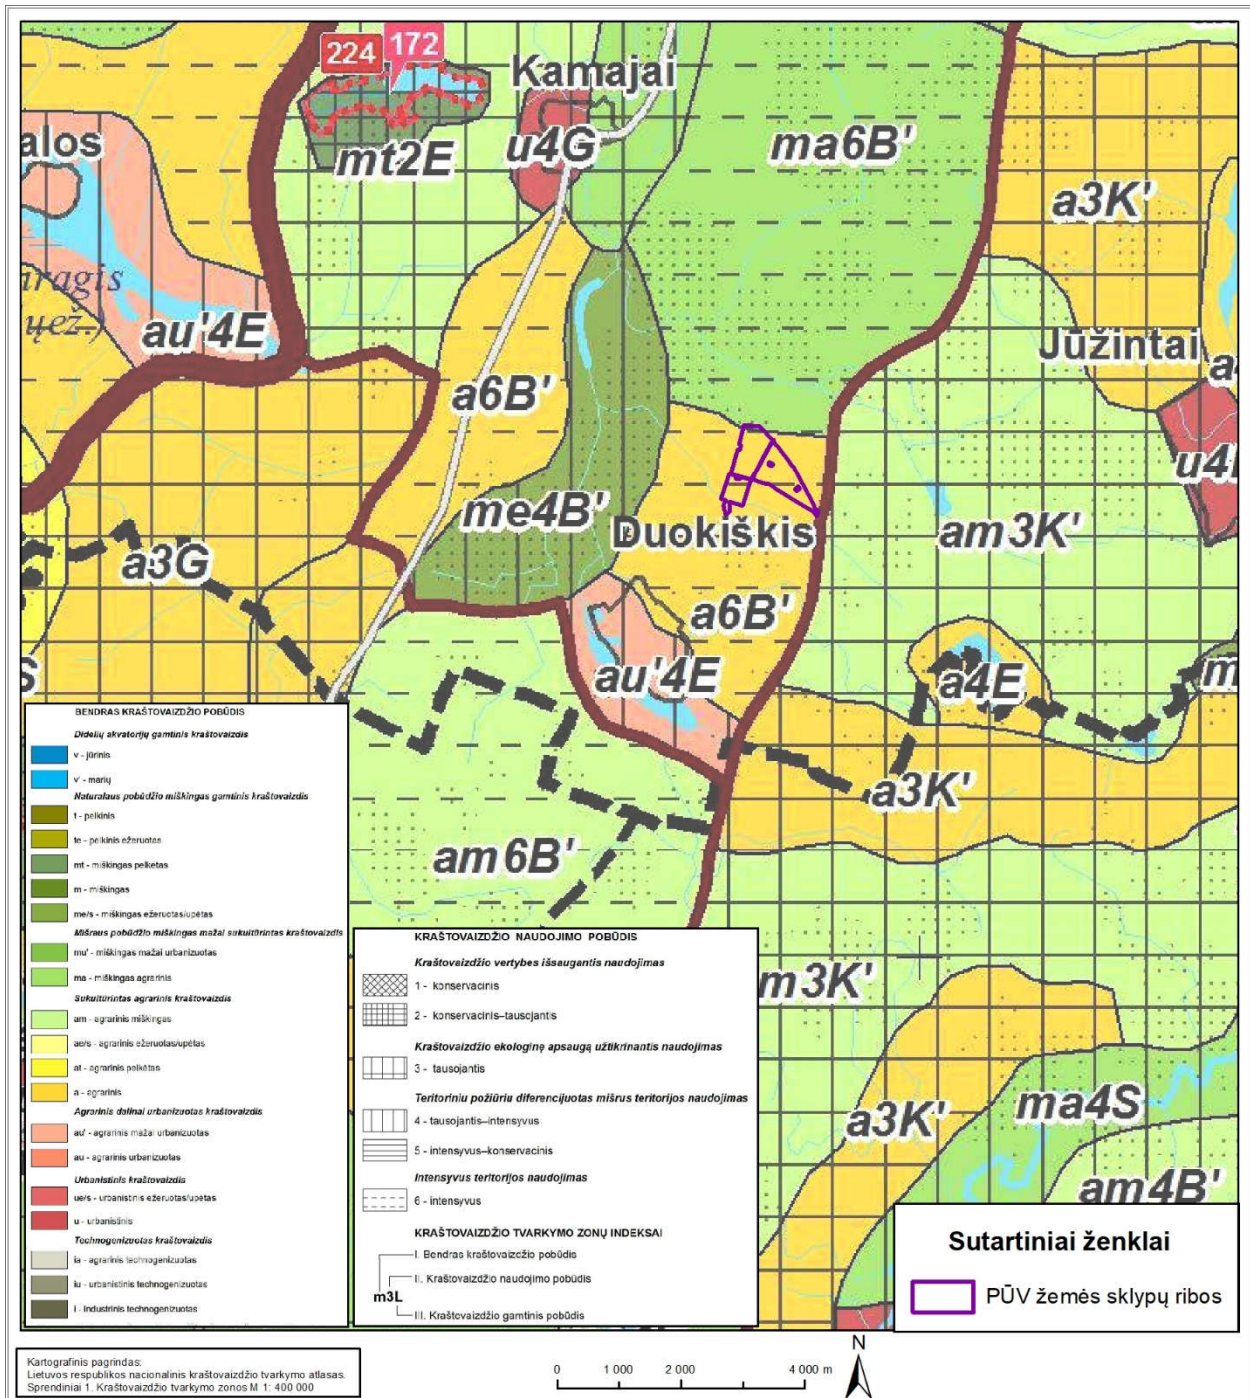 224
172
Kamajai
alos
mt2E
u4G
ma6B'
a3K'
iragis
ųež.)
au'4E
Jūžintai
a6B'
u4
me4B'
Duokiškis
am3K'
a3G
a6B'
au'4E
a4E
m
S
a3K'
am6B'
m3K'
a3K'
ma4S
am4B'
BENDRAS KRAŠTOVAIZDŽIO POBŪDIS
Didelių akvatorijų gamtinis kraštovaizdis
v - jūrinis
v' - marių
Natūralaus pobūdžio miškingas gamtinis kraštovaizdis
t - pelkinis
te - pelkinis ežeruotas
mt - miškingas pelkėtas
m - miškingas
me/s - miškingas ežeruotas/upėtas
Mišraus pobūdžio miškingas mažai sukultūrintas kraštovaizdis
mu' - miškingas mažai urbanizuotas
ma - miškingas agrarinis
Sukultūrintas agrarinis kraštovaizdis
am - agrarinis miškingas
ae/s - agrarinis ežeruotas/upėtas
at - agrarinis pelkėtas
a - agrarinis
Agrarinis dalinai urbanizuotas kraštovaizdis
au' - agrarinis mažai urbanizuotas
au - agrarinis urbanizuotas
Urbanistinis kraštovaizdis
ue/s - urbanistinis ežeruotas/upėtas
u - urbanistinis
Technogenizuotas kraštovaizdis
ia - agrarinis technogenizuotas
iu - urbanistinis technogenizuotas
i - industrinis technogenizuotas
KRAŠTOVAIZDŽIO NAUDOJIMO POBŪDIS
Kraštovaizdžio vertybes išsaugantis naudojimas
1 - konservacinis
2 - konservacinis–tausojantis
Kraštovaizdžio ekologinę apsaugą užtikrinantis naudojimas
3 - tausojantis
Teritoriniu požiūriu diferencijuotas mišrus teritorijos naudojimas
4 - tausojantis–intensyvus
5 - intensyvus–konservacinis
Intensyvus teritorijos naudojimas
6 - intensyvus
KRAŠTOVAIZDŽIO TVARKYMO ZONŲ INDEKSAI
I. Bendras kraštovaizdžio pobūdis
II. Kraštovaizdžio naudojimo pobūdis
m3L
III. Kraštovaizdžio gamtinis pobūdis
Sutartiniai ženklai
PŪV žemės sklypų ribos
Kartografinis pagrindas:
Lietuvos respublikos nacionalinis kraštovaizdžio tvarkymo atlasas.
Sprendiniai 1. Kraštovaizdžio tvarkymo zonos M 1: 400 000
0 1 000 2 000 4 000 m
N